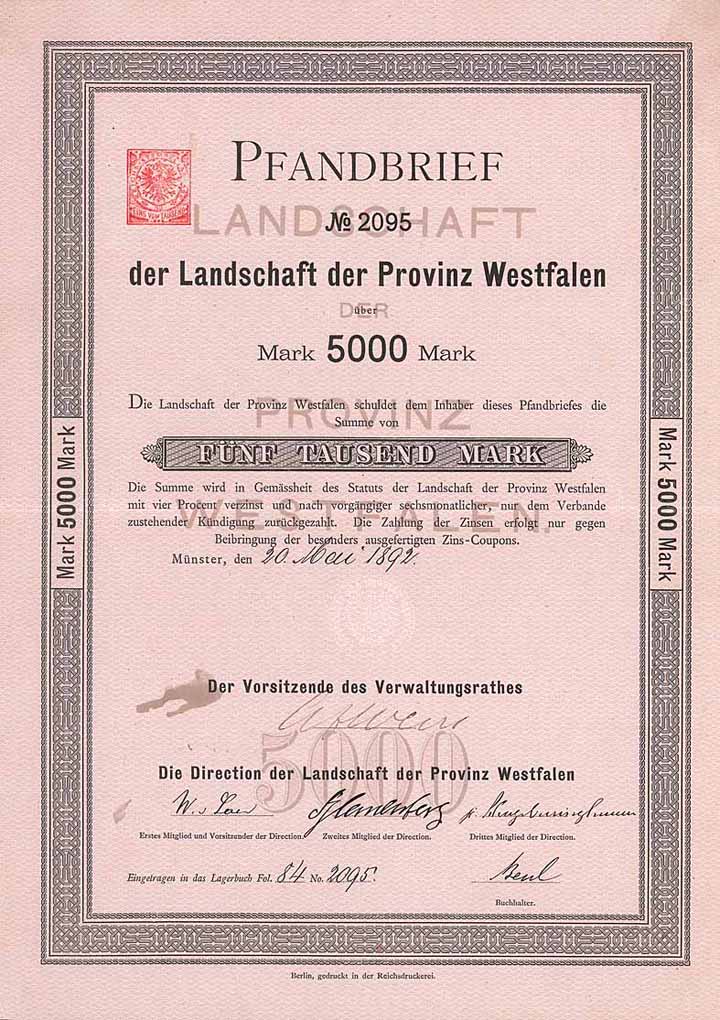 PFANDBRIEF
LANDSCHAFT
№ 2095
der Landschaft der Provinz Westfalen
DER
über
Mark 5000 Mark
Die Landschaft der Provinz Westfalen schuldet dem Inhaber dieses Pfandbriefes die
PROVINZ
Summe von
FÜNF TAUSEND MARK
Die Summe wird in Gemässheit des Statuts der Landschaft der Provinz Westfalen
mit vier Procent verzinst und nach vorgängiger sechsmonatlicher, nur dem Verbande
WESTFALEN.
zustehender Kündigung zurückgezahlt. Die Zahlung der Zinsen erfolgt nur gegen
Beibringung der besonders ausgefertigten Zins-Coupons.
Münster, den 20. Mai 1892.
Mark 5000 Mark
Mark 5000 Mark
Der Vorsitzende des Verwaltungsrathes
5000
Die Direction der Landschaft der Provinz Westfalen
Erstes Mitglied und Vorsitzender der Direction. Zweites Mitglied der Direction. Drittes Mitglied der Direction.
Eingetragen in das Lagerbuch Fol. 84 No. 2095.
Buchhalter.
Berlin, gedruckt in der Reichsdruckerei.